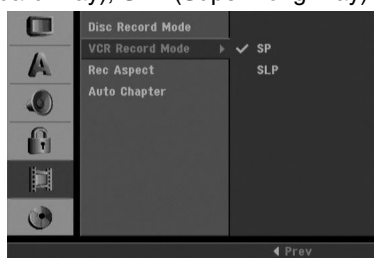 Disc Record Mode
VCR Record Mode SP
Rec Aspect SLP
Auto Chapter
Prev